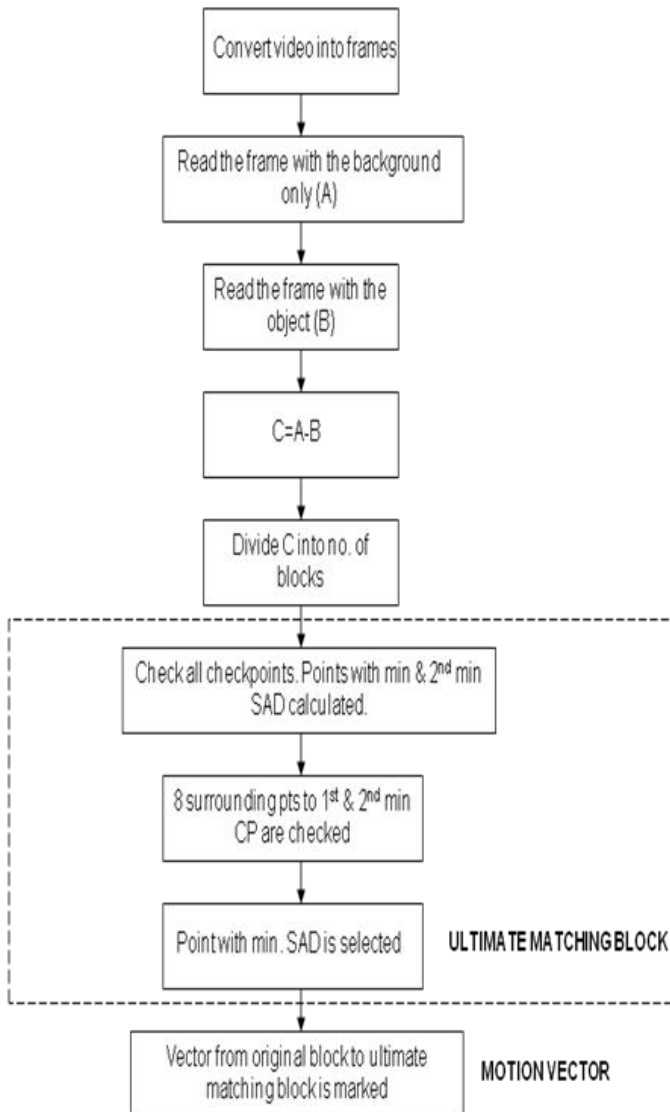 Convert video into frames
Read the frame with the background
only (A)
Read the frame with the
object (B)
C=A-B
Divide C into no. of
blocks
Check all checkpoints. Points with min & 2nd min
SAD calculated.
8 surrounding pts to 1st & 2nd min
CP are checked
Point with min. SAD is selected
ULTIMATE MATCHING BLOCK
Vector from original block to ultimate
matching block is marked
MOTION VECTOR